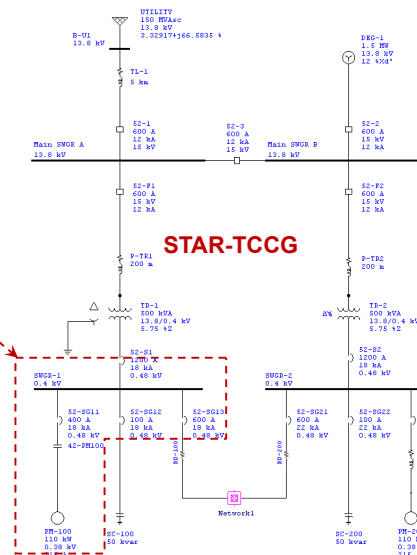 UTILITY
150 MVAsc
13.8 kV
3.32917+j66.5835 %
B-U1
13.8 kV
DEG-1
1.5 MW
13.8 kV
12 %Xd"
TL-1
5 km
52-1
600 A
12 kA
15 kV
52-3
600 A
12 kA
15 kV
52-2
600 A
12 kA
15 kV
Main SWGR A
13.8 kV
Main SWGR B
13.8 kV
52-F1
600 A
15 kV
12 kA
52-F2
600 A
15 kV
12 kA
STAR-TCCG
P-TR1
200 m
P-TR2
200 m
TR-1
500 kVA
13.8/0.4 kV
5.75 %Z
TR-2
500 kVA
13.8/0.4 kV
5.75 %Z
52-S1
1200 A
18 kA
0.48 kV
52-S2
1200 A
18 kA
0.48 kV
SWGR-1
0.4 kV
SWGR-2
0.4 kV
52-SG11
400 A
18 kA
0.48 kV
42-PM100
52-SG12
100 A
18 kA
0.48 kV
52-SG13
600 A
18 kA
0.48 kV
52-SG21
600 A
22 kA
0.48 kV
52-SG22
100 A
22 kA
0.48 kV
BD-100
BD-200
Network1
PM-100
110 kW
0.38 kV
SC-100
50 kvar
SC-200
50 kvar
110 kW
0.38